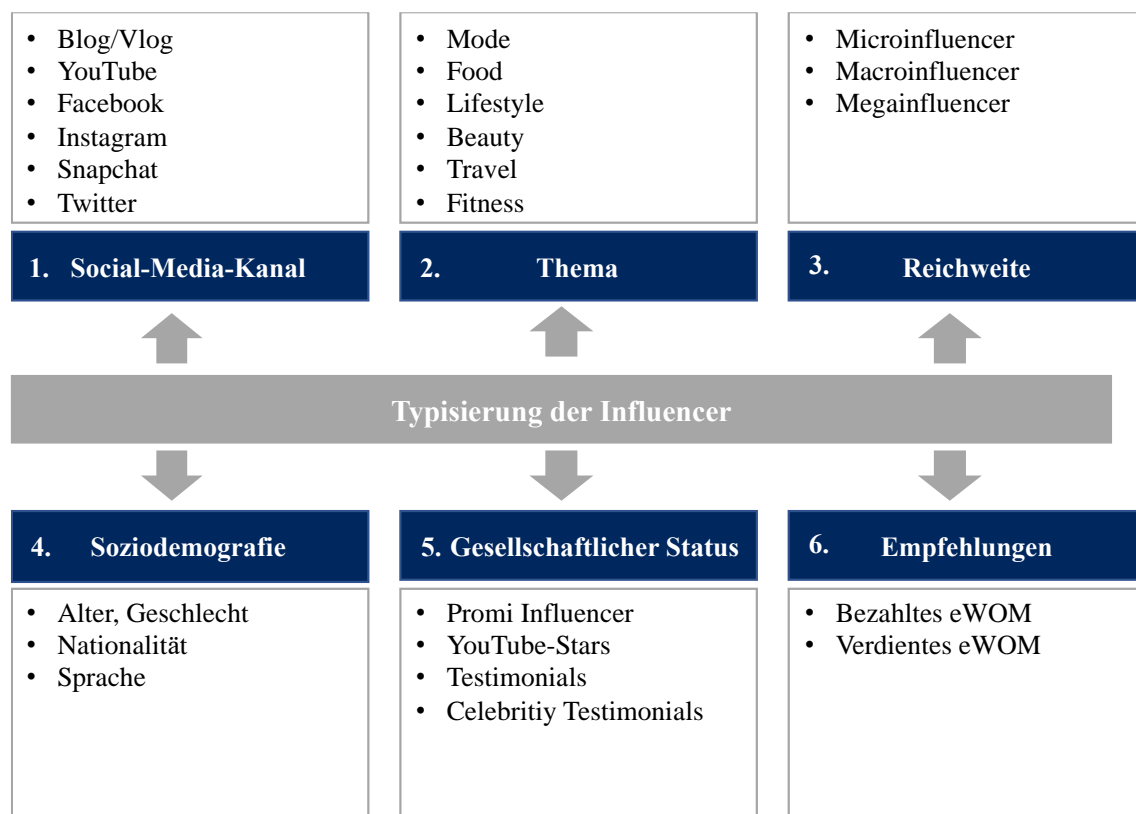 • Blog/Vlog
• YouTube
• Facebook
• Instagram
• Snapchat
• Twitter
1. Social-Media-Kanal
• Mode
• Food
• Lifestyle
• Beauty
• Travel
• Fitness
2. Thema
• Microinfluencer
• Macroinfluencer
• Megainfluencer
3. Reichweite
Typisierung der Influencer
4. Soziodemografie
• Alter, Geschlecht
• Nationalität
• Sprache
5. Gesellschaftlicher Status
• Promi Influencer
• YouTube-Stars
• Testimonials
• Celebritiy Testimonials
6. Empfehlungen
• Bezahltes eWOM
• Verdientes eWOM